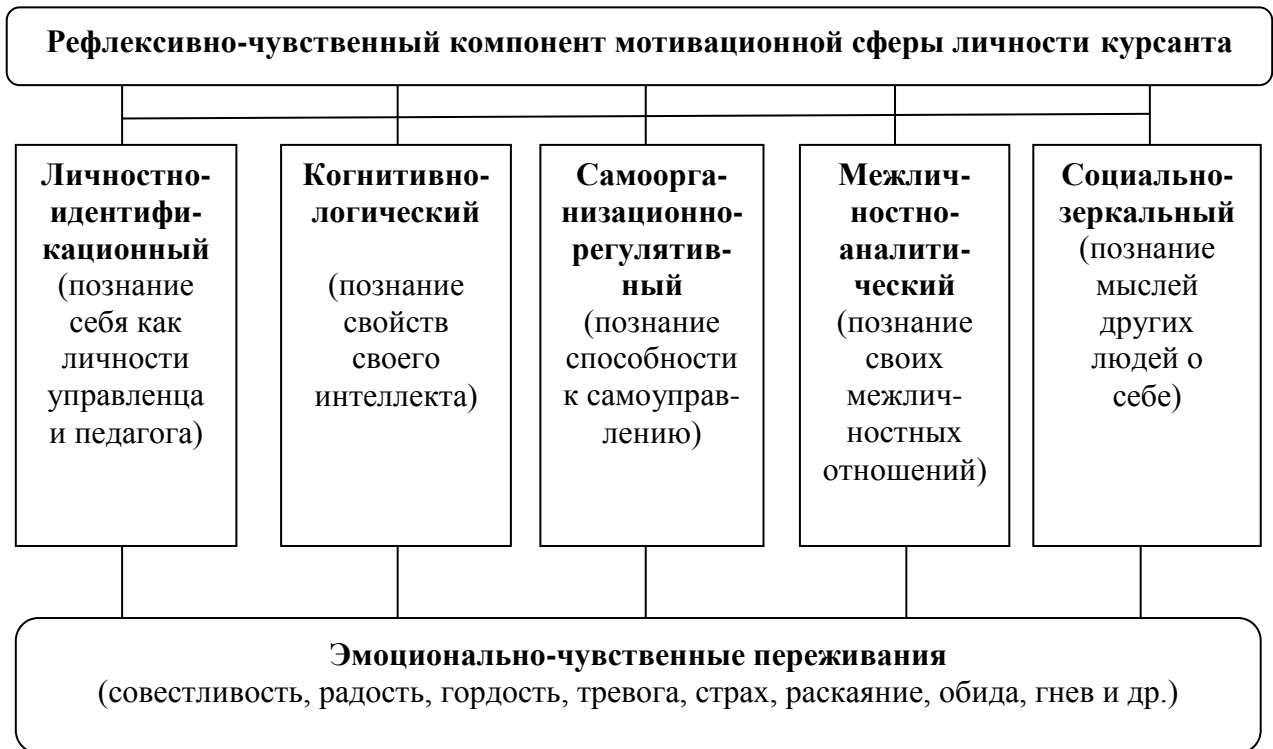 Рефлексивно-чувственный компонент мотивационной сферы личности курсанта
Личностно-
идентифи-
кационный
(познание
себя как
личности
управленца
и педагога)
Когнитивно-
логический
(познание
свойств
своего
интеллекта)
Самоорга-
низационно-
регулятив-
ный
(познание
способности
к самоуправ-
лению)
Межлич-
ностно-
аналити-
ческий
(познание
своих
межлич-
ностных
отношений)
Социально-
зеркальный
(познание
мыслей
других
людей о
себе)
Эмоционально-чувственные переживания
(совестливость, радость, гордость, тревога, страх, раскаяние, обида, гнев и др.)